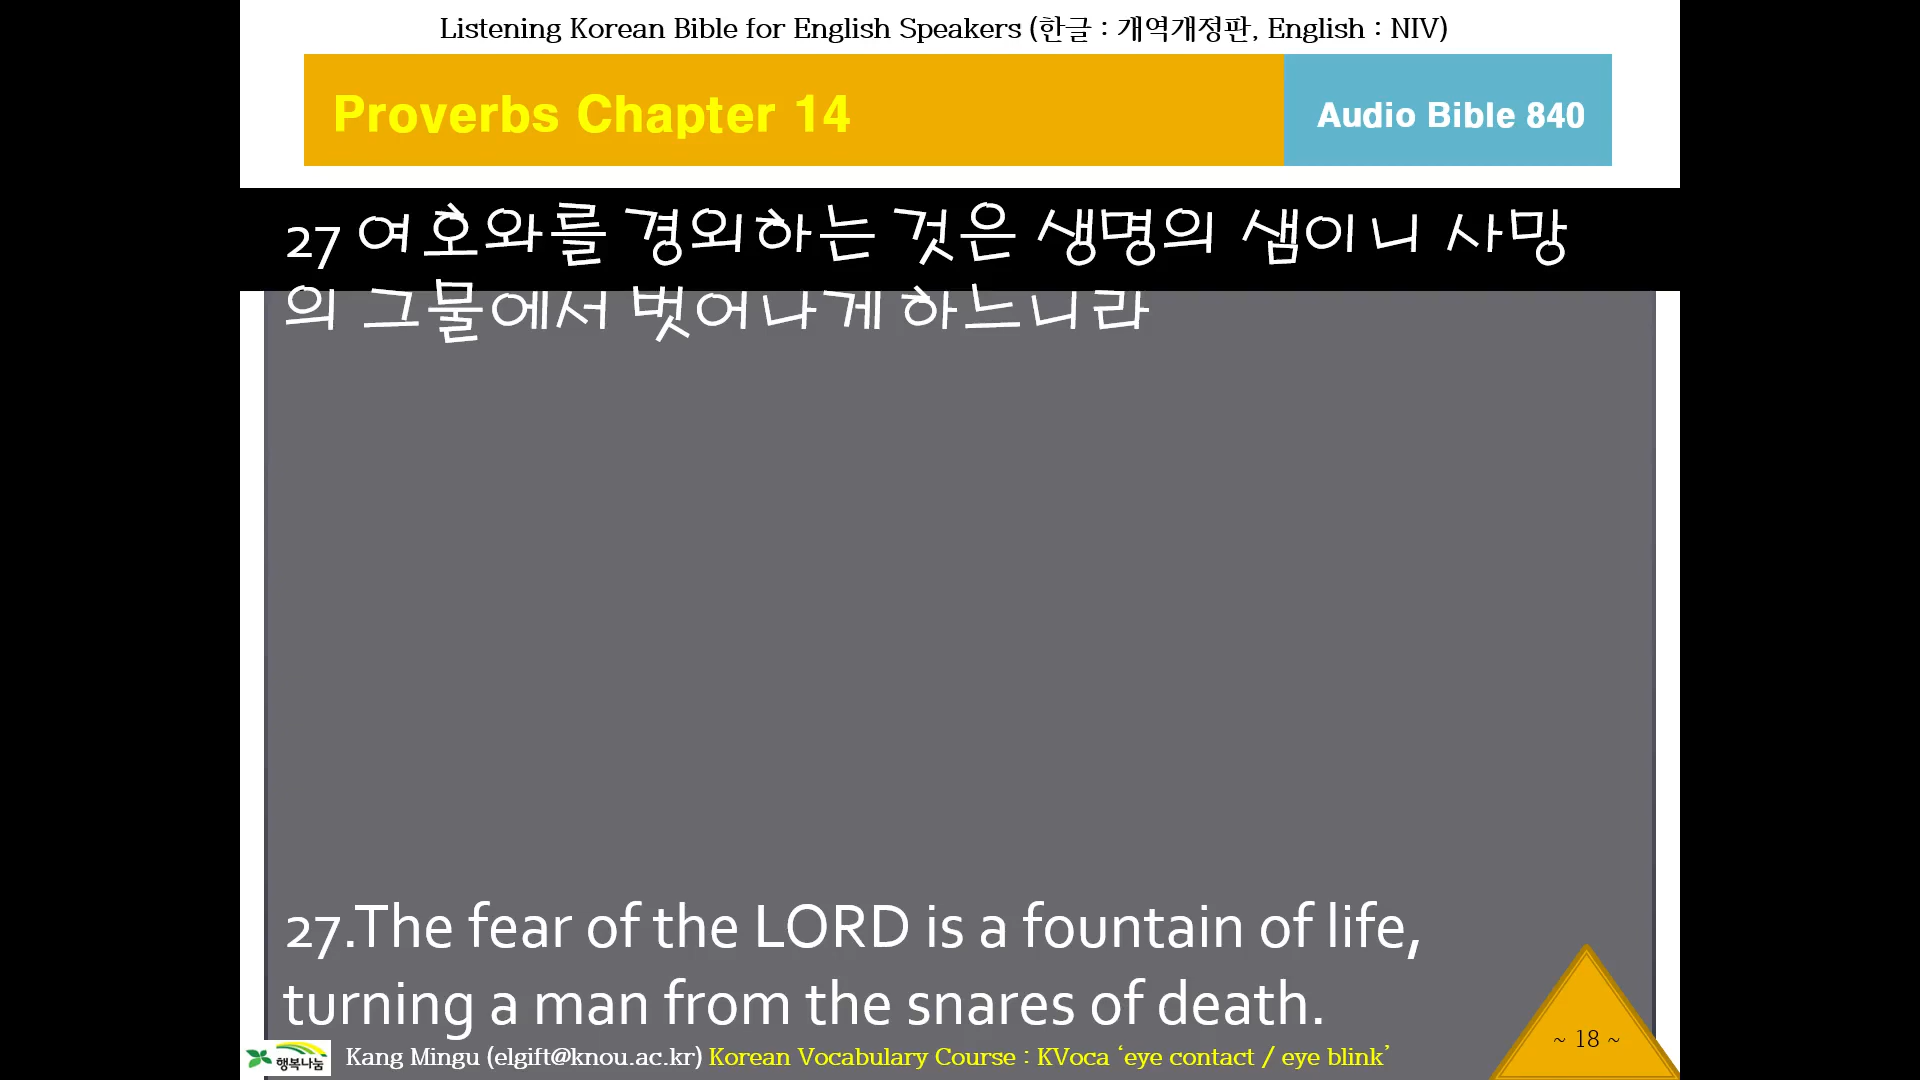 Listening Korean Bible for English Speakers (한글 : 개역개정판, English : NIV)
Proverbs Chapter 14
Audio Bible 840
27 여호와를 경외하는 것은 생명의 샘이니 사망
의 그물에서 벗어나게 하느니라
27.The fear of the LORD is a fountain of life,
turning a man from the snares of death.
~ 18 ~
행복나눔
Kang Mingu (elgift@knou.ac.kr) Korean Vocabulary Course : KVoca ‘eye contact / eye blink’